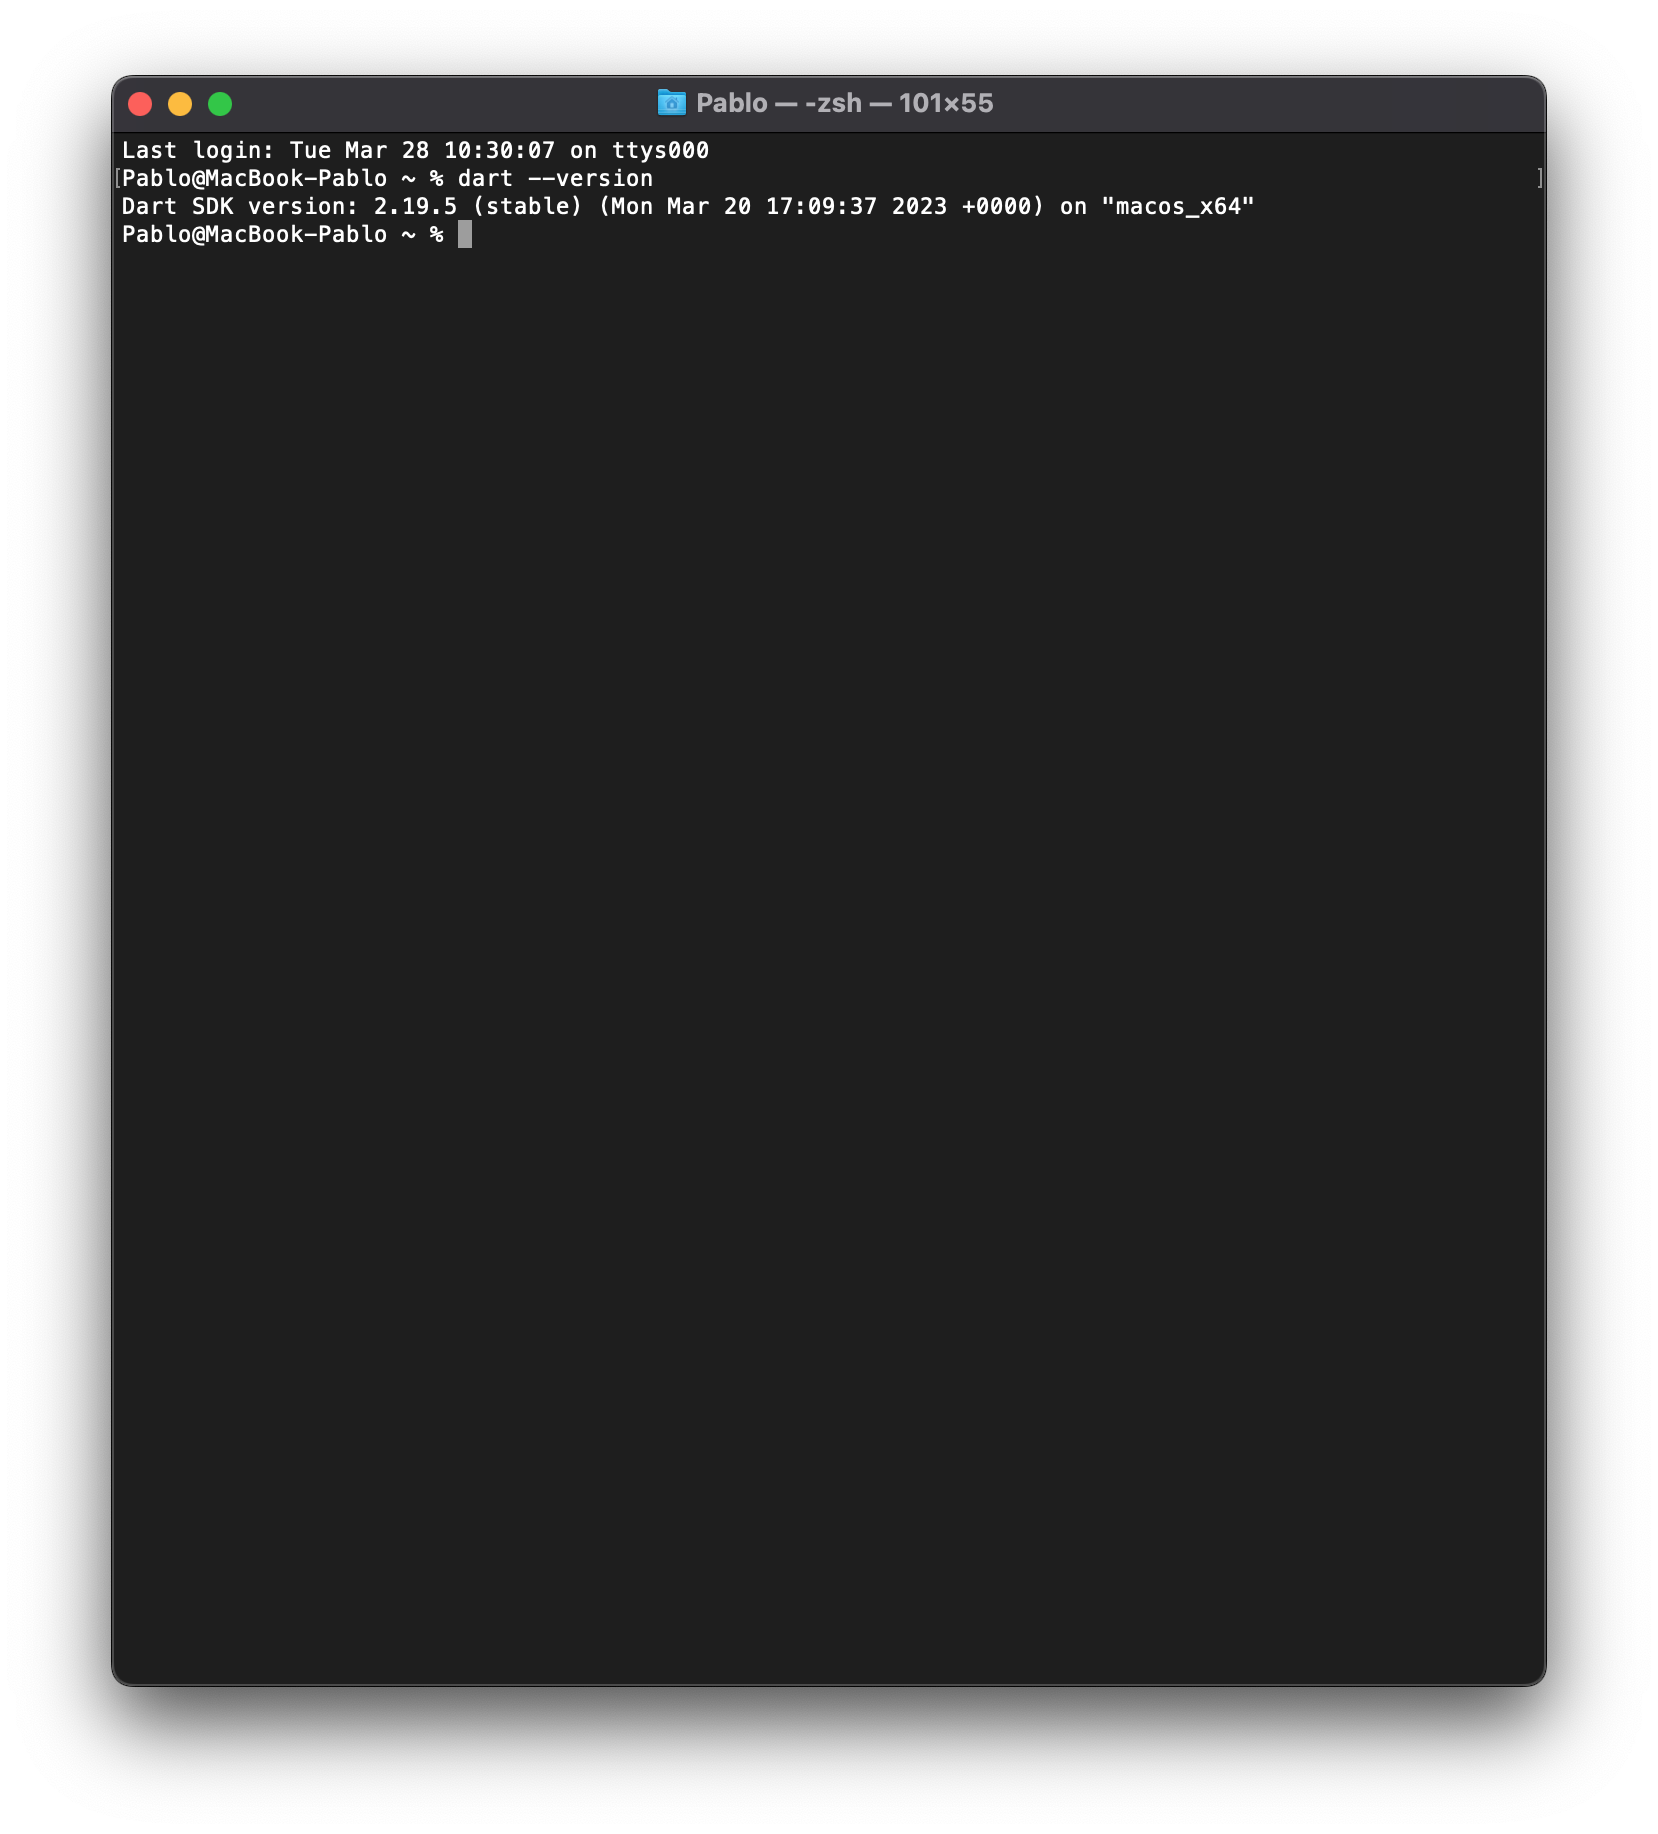 Pablo — -zsh — 101×55
Last login: Tue Mar 28 10:30:07 on ttys000
[Pablo@MacBook-Pablo ~ % dart --version ]
Dart SDK version: 2.19.5 (stable) (Mon Mar 20 17:09:37 2023 +0000) on "macos_x64"
Pablo@MacBook-Pablo ~ %